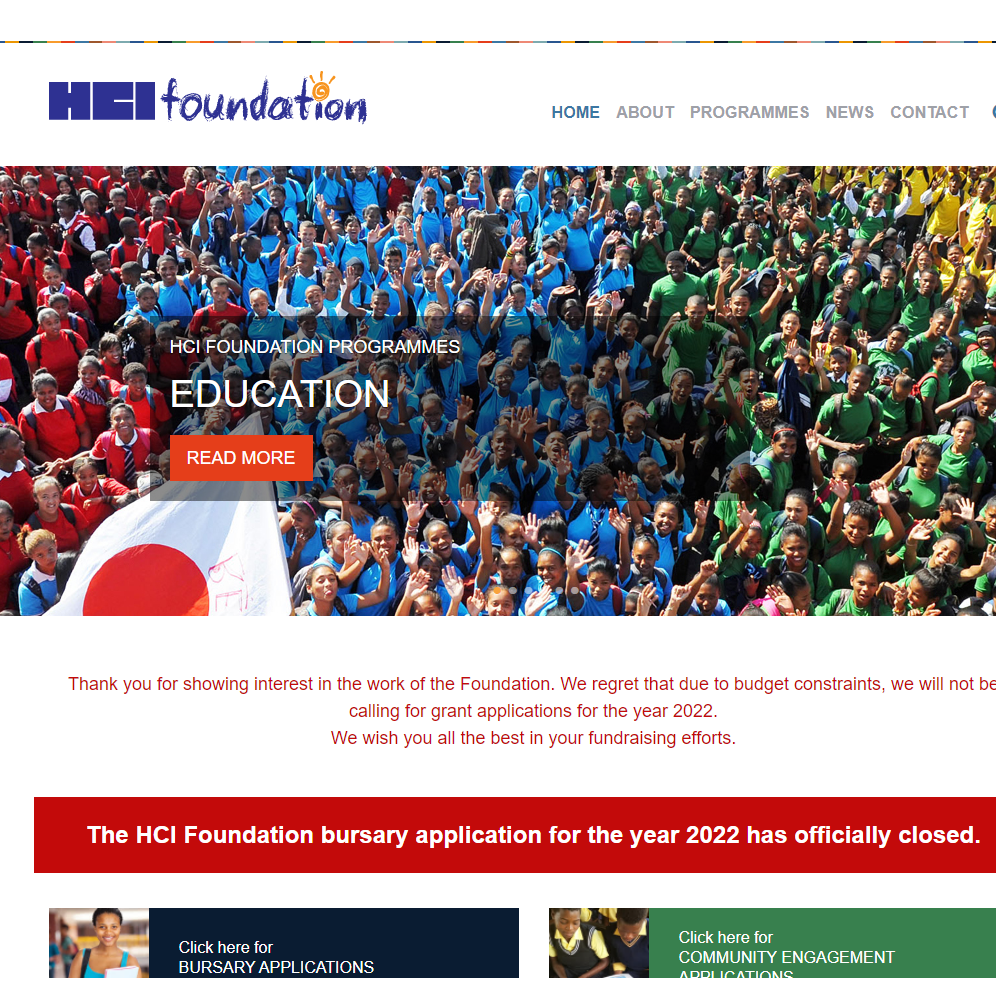 HCI foundation
HOME ABOUT PROGRAMMES NEWS CONTACT
HCI FOUNDATION PROGRAMMES
EDUCATION
READ MORE
Thank you for showing interest in the work of the Foundation. We regret that due to budget constraints, we will not be
calling for grant applications for the year 2022.
We wish you all the best in your fundraising efforts.
The HCI Foundation bursary application for the year 2022 has officially closed.
Click here for
BURSARY APPLICATIONS
Click here for
COMMUNITY ENGAGEMENT
APPLICATIONS